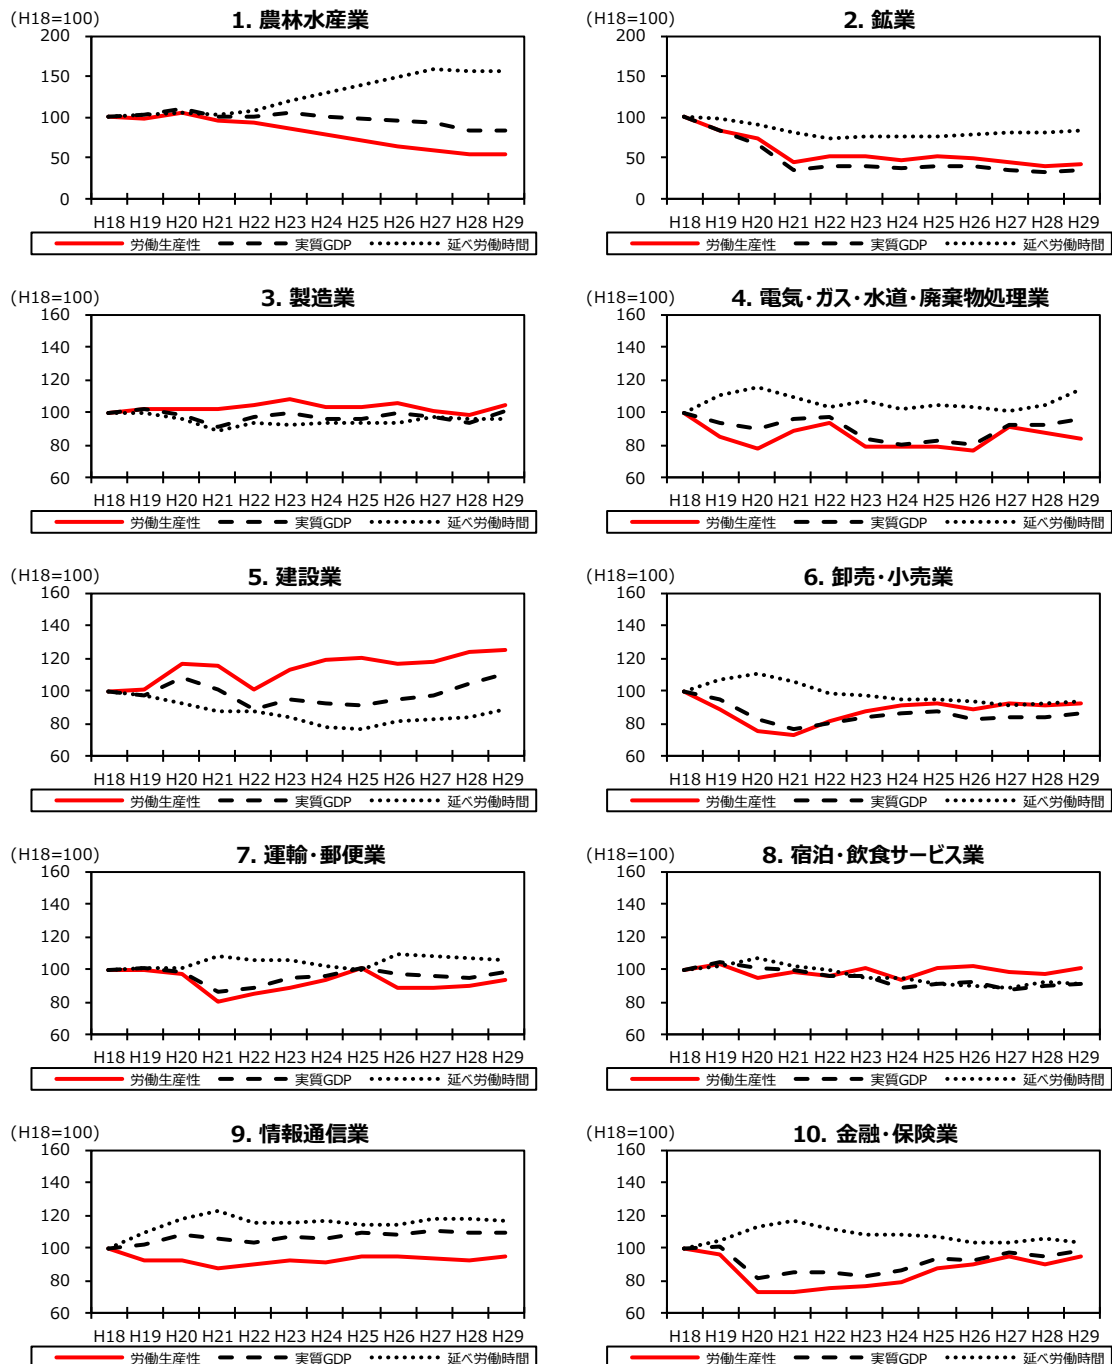 (H18=100)
1. 農林水産業
200
150
100
50
0
H18 H19 H20 H21 H22 H23 H24 H25 H26 H27 H28 H29
労働生産性 実質GDP 延べ労働時間
(H18=100)
2. 鉱業
200
150
100
50
0
H18 H19 H20 H21 H22 H23 H24 H25 H26 H27 H28 H29
労働生産性 実質GDP 延べ労働時間
(H18=100)
3. 製造業
160
140
120
100
80
60
H18 H19 H20 H21 H22 H23 H24 H25 H26 H27 H28 H29
労働生産性 実質GDP 延べ労働時間
(H18=100)
4. 電気・ガス・水道・廃棄物処理業
160
140
120
100
80
60
H18 H19 H20 H21 H22 H23 H24 H25 H26 H27 H28 H29
労働生産性 実質GDP 延べ労働時間
(H18=100)
5. 建設業
160
140
120
100
80
60
H18 H19 H20 H21 H22 H23 H24 H25 H26 H27 H28 H29
労働生産性 実質GDP 延べ労働時間
(H18=100)
6. 卸売・小売業
160
140
120
100
80
60
H18 H19 H20 H21 H22 H23 H24 H25 H26 H27 H28 H29
労働生産性 実質GDP 延べ労働時間
(H18=100)
7. 運輸・郵便業
160
140
120
100
80
60
H18 H19 H20 H21 H22 H23 H24 H25 H26 H27 H28 H29
労働生産性 実質GDP 延べ労働時間
(H18=100)
8. 宿泊・飲食サービス業
160
140
120
100
80
60
H18 H19 H20 H21 H22 H23 H24 H25 H26 H27 H28 H29
労働生産性 実質GDP 延べ労働時間
(H18=100)
9. 情報通信業
160
140
120
100
80
60
H18 H19 H20 H21 H22 H23 H24 H25 H26 H27 H28 H29
労働生産性 実質GDP 延べ労働時間
(H18=100)
10. 金融・保険業
160
140
120
100
80
60
H18 H19 H20 H21 H22 H23 H24 H25 H26 H27 H28 H29
労働生産性 実質GDP 延べ労働時間